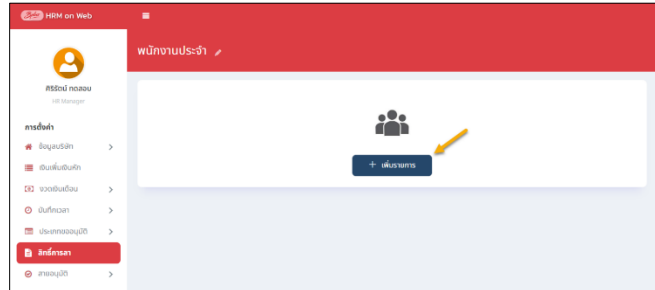 HRM on Web
พนักงานประจำ
ศิริรัตน์ ทดสอบ
HR Manager
การตั้งค่า
ข้อมูลบริษัท
เงินเพิ่มเงินหัก
งวดเงินเดือน
บันทึกเวลา
ประเภทขออนุมัติ
สิทธิ์การลา
สายอนุมัติ
+ เพิ่มรายการ